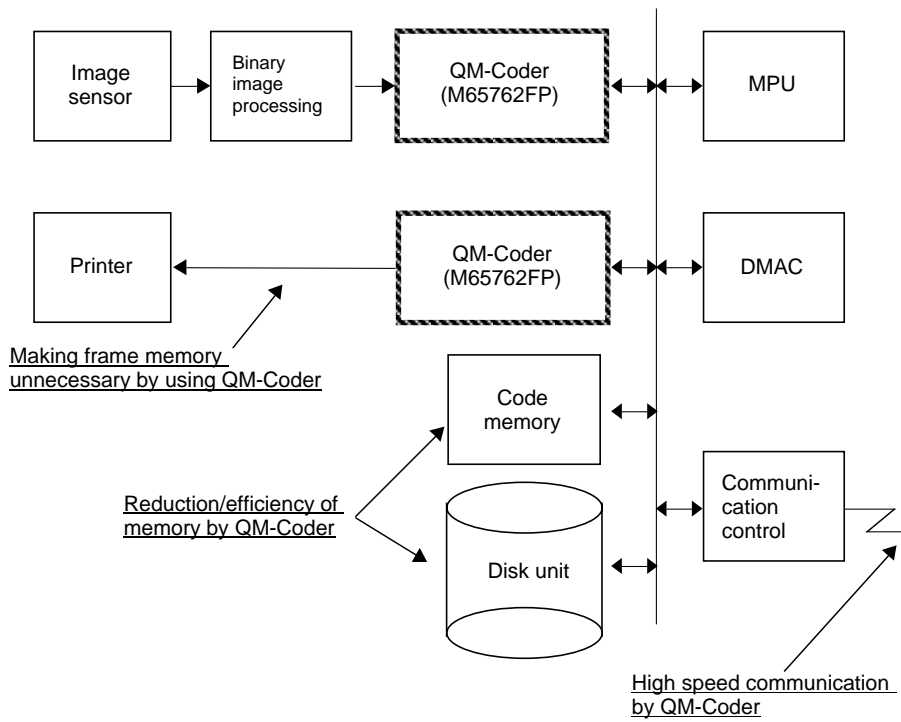 Image
sensor
Binary
image
processing
QM-Coder
(M65762FP)
MPU
Printer
QM-Coder
(M65762FP)
DMAC
Making frame memory
unnecessary by using QM-Coder
Code
memory
Reduction/efficiency of
memory by QM-Coder
Communi-
cation
control
Disk unit
High speed communication
by QM-Coder